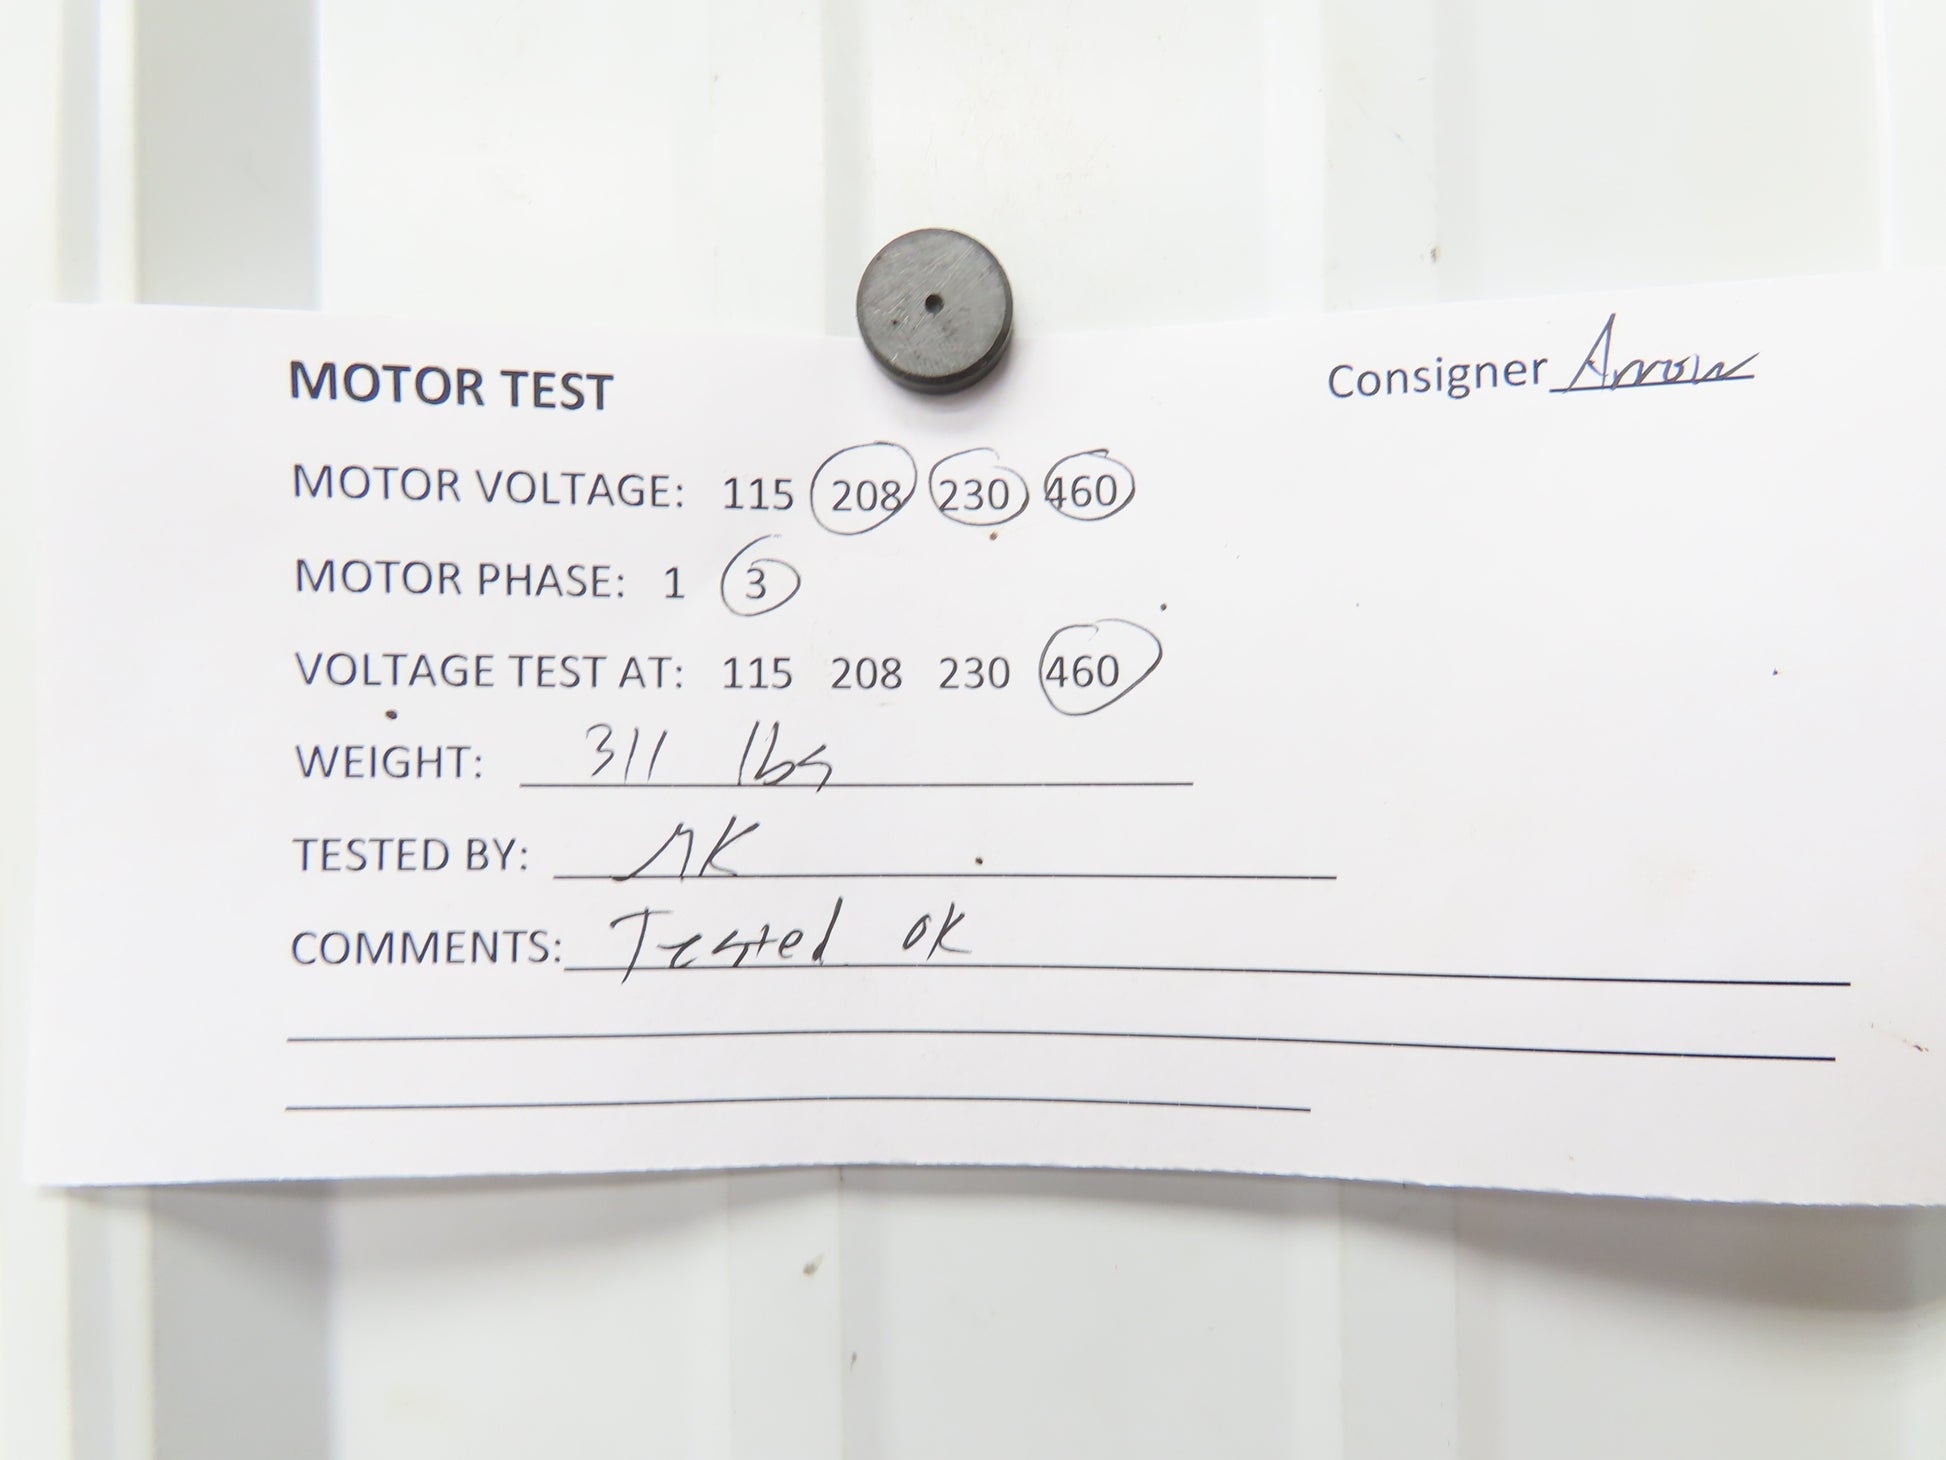 MOTOR TEST
Consigner Arrow
MOTOR VOLTAGE: 115 208 230 460
MOTOR PHASE: 1 3
VOLTAGE TEST AT: 115 208 230 460
WEIGHT: 311 lbs
TESTED BY:
COMMENTS: Tested ok